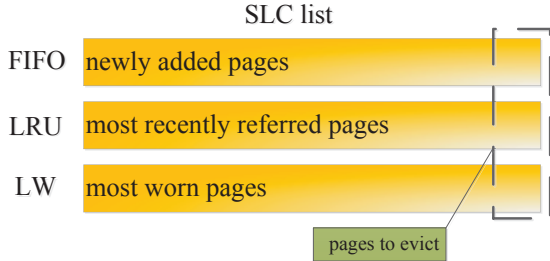 SLC list
FIFO newly added pages
LRU most recently referred pages
LW most worn pages
pages to evict